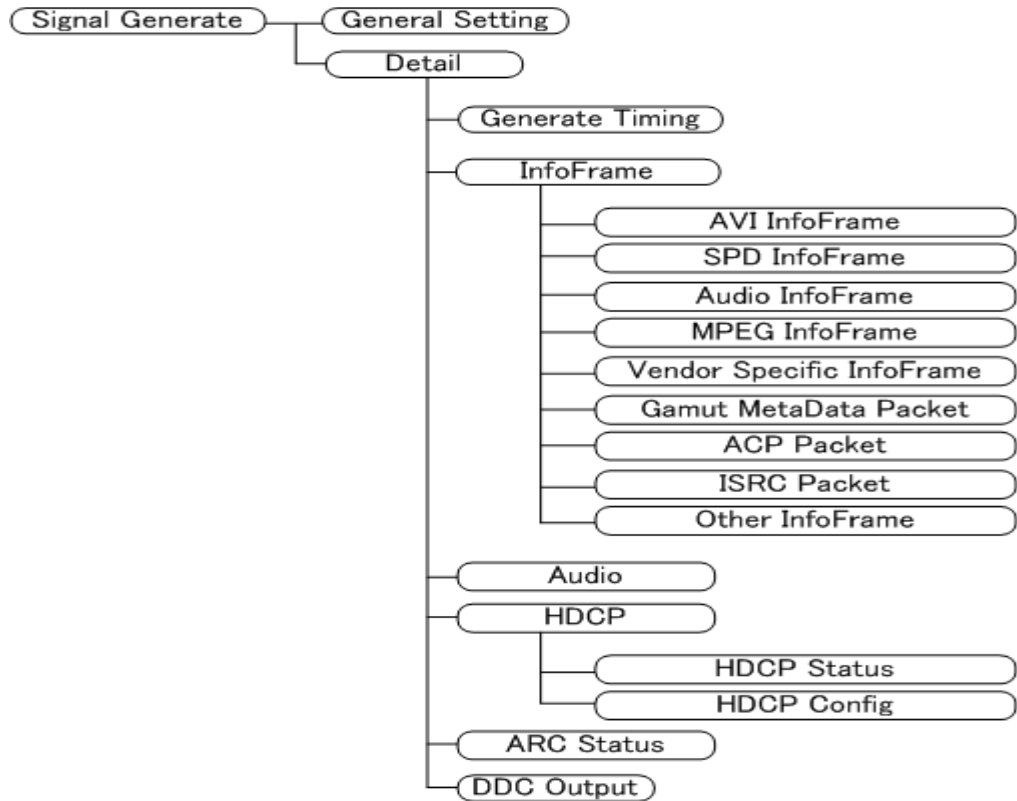 Signal Generate
General Setting
Detail
Generate Timing
InfoFrame
AVI InfoFrame
SPD InfoFrame
Audio InfoFrame
MPEG InfoFrame
Vendor Specific InfoFrame
Gamut MetaData Packet
ACP Packet
ISRC Packet
Other InfoFrame
Audio
HDCP
HDCP Status
HDCP Config
ARC Status
DDC Output